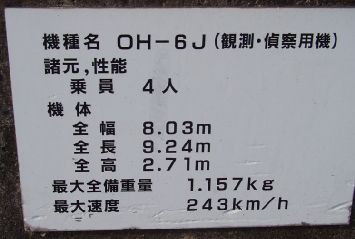 機種名 OH-6J(観測・偵察用機)
諸元,性能
乗員 4人
機体
全幅 8.03m
全長 9.24m
全高 2.71m
最大全備重量 1.157kg
最大速度 243km/h